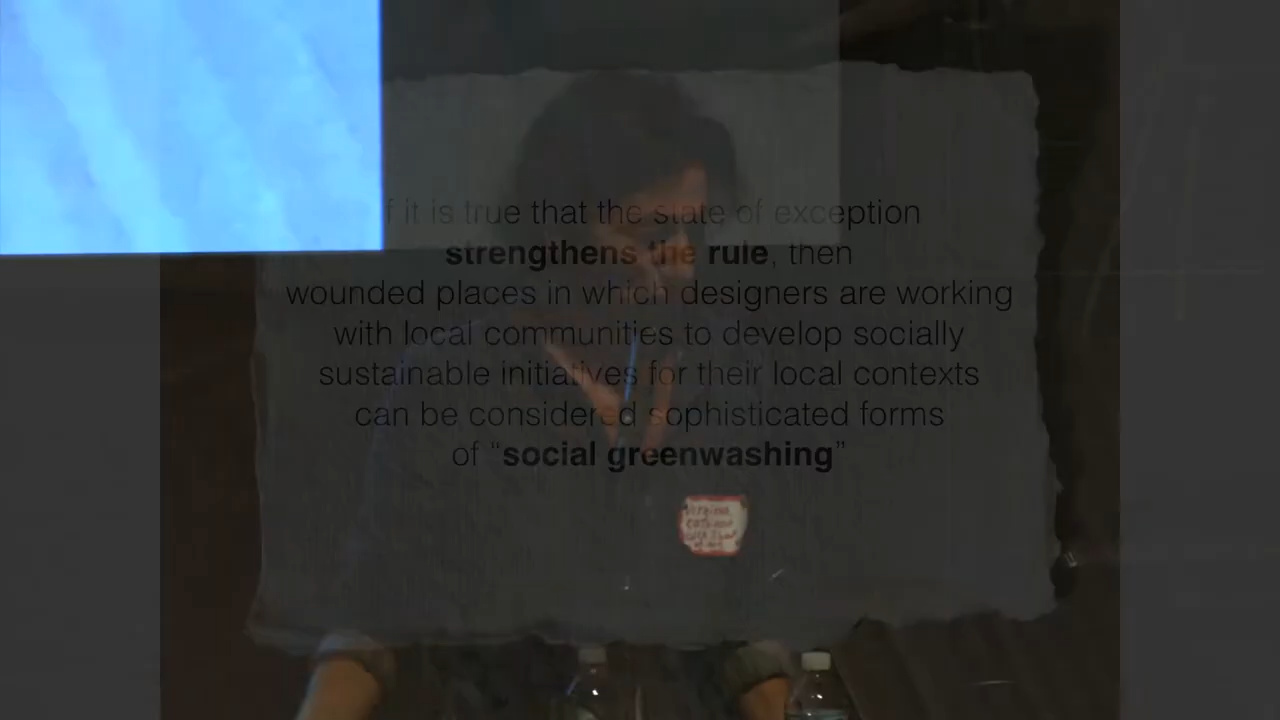 f it is true that the state of exception
strengthens the rule, then
wounded places in which designers are working
with local communities to develop socially
sustainable initiatives for their local contexts
can be considered sophisticated forms
of “social greenwashing”